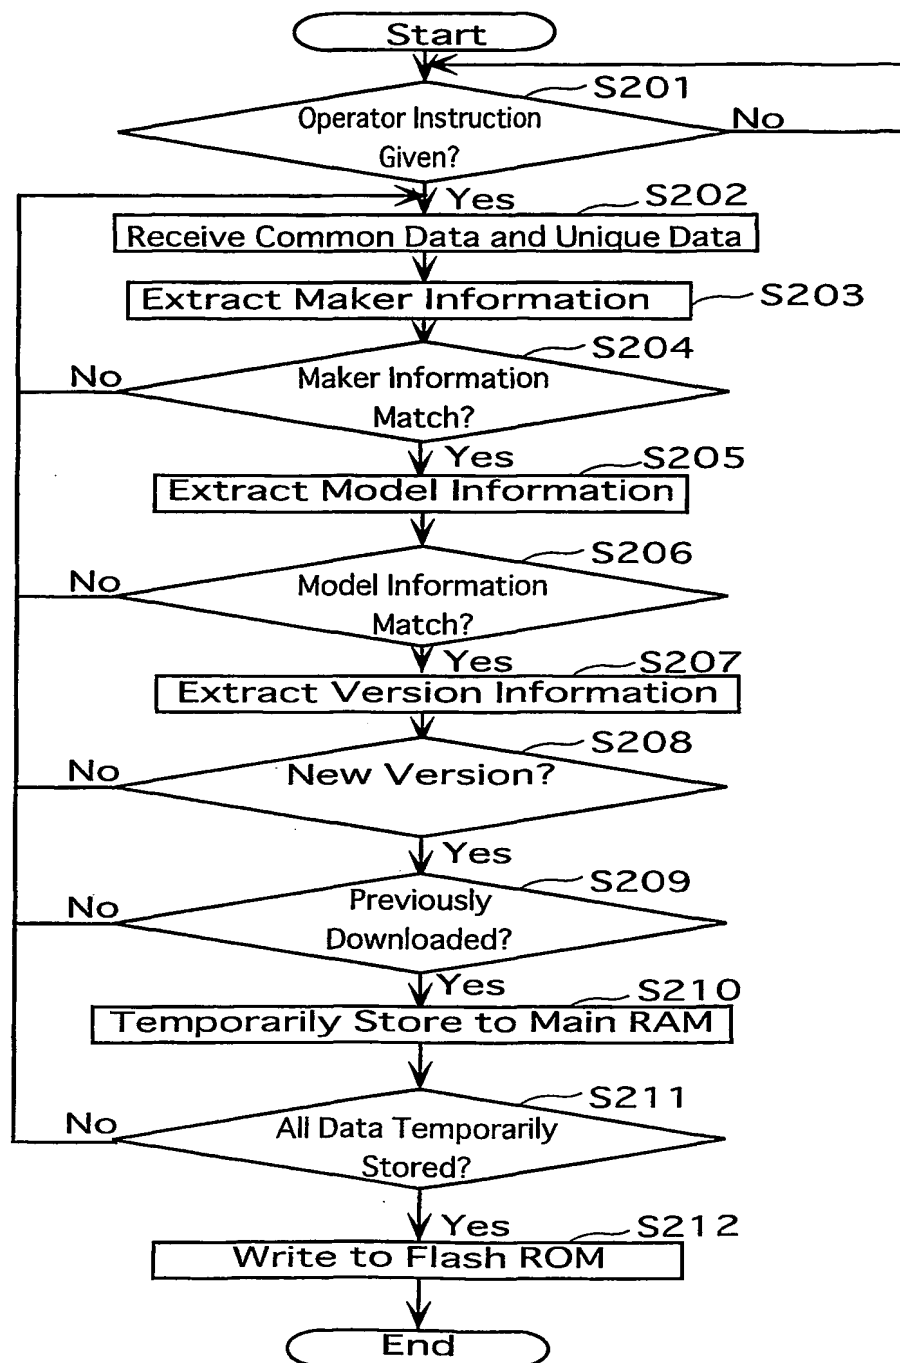 Start
S201
Operator Instruction
Given?
No
Yes
S202
Receive Common Data and Unique Data
Extract Maker Information
S203
S204
No
Maker Information
Match?
Yes
S205
Extract Model Information
S206
No
Model Information
Match?
Yes
S207
Extract Version Information
S208
No
New Version?
Yes
S209
No
Previously
Downloaded?
Yes
S210
Temporarily Store to Main RAM
S211
No
All Data Temporarily
Stored?
Yes
S212
Write to Flash ROM
End